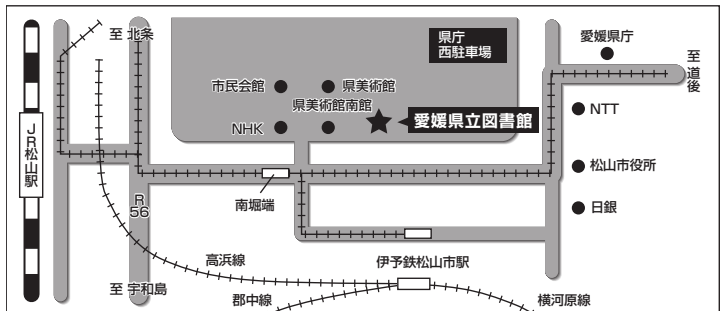 至 北条
県庁
西駐車場
愛媛県庁
至
道後
市民会館
県美術館
県美術館南館
NHK
愛媛県立図書館
NTT
JR松山駅
松山市役所
南堀端
R
56
日銀
高浜線
伊予鉄松山市駅
至 宇和島
郡中線
横河原線